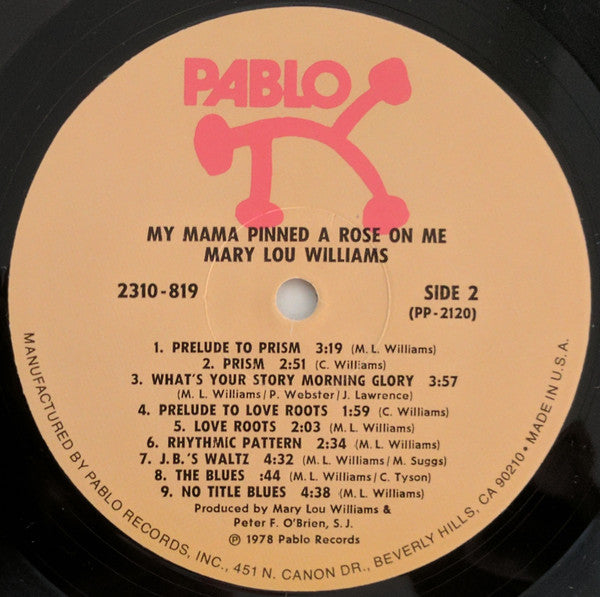 PABLO
MY MAMA PINNED A ROSE ON ME
MARY LOU WILLIAMS
2310-819
SIDE 2
(PP-2120)
1. PRELUDE TO PRISM 3:19 (M. L. Williams)
2. PRISM 2:51 (C. Williams)
3. WHAT'S YOUR STORY MORNING GLORY 3:57
(M. L. Williams/P. Webster/J. Lawrence)
4. PRELUDE TO LOVE ROOTS 1:59 (C. Williams)
5. LOVE ROOTS 2:03 (M. L. Williams)
6. RHYTHMIC PATTERN 2:34 (M. L. Williams)
7. J.B.'S WALTZ 4:32 (M. L. Williams/M. Suggs)
8. THE BLUES :44 (M. L. Williams/C. Tyson)
9. NO TITLE BLUES 4:38 (M. L. Williams)
Produced by Mary Lou Williams &
Peter F. O'Brien, S. J.
℗ 1978 Pablo Records
MANUFACTURED BY PABLO RECORDS, INC., 451 N. CANON DR., BEVERLY HILLS, CA 90210 • MADE IN U.S.A.